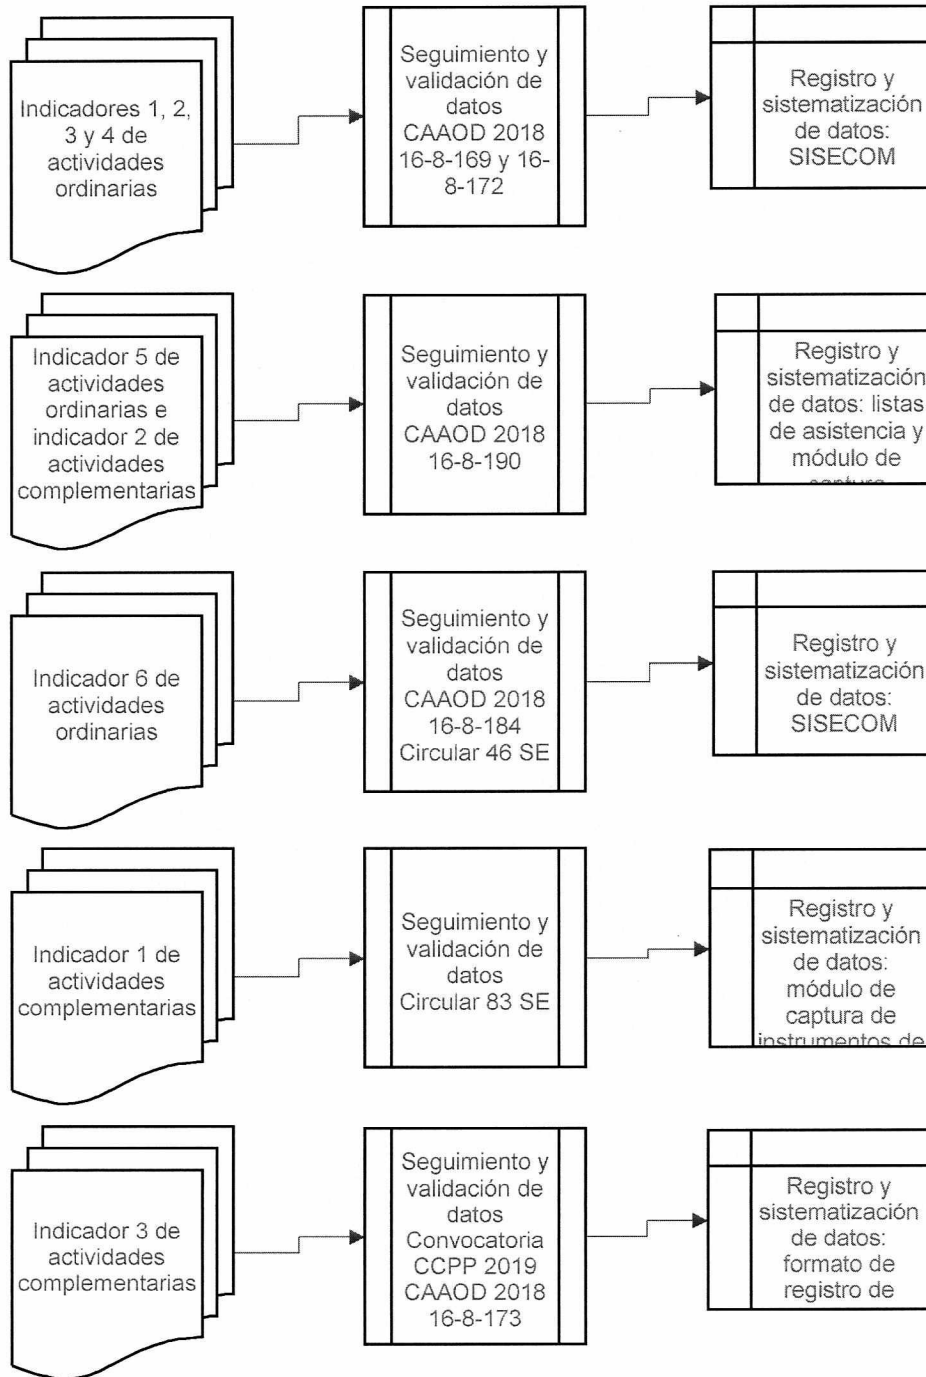 Indicadores 1, 2,
3 y 4 de
actividades
ordinarias
Seguimiento y
validación de
datos
CAAOD 2018
16-8-169 y 16-
8-172
Registro y
sistematización
de datos:
SISECOM
Indicador 5 de
actividades
ordinarias e
indicador 2 de
actividades
complementarias
Seguimiento y
validación de
datos
CAAOD 2018
16-8-190
Registro y
sistematización
de datos: listas
de asistencia y
módulo de
captura
Indicador 6 de
actividades
ordinarias
Seguimiento y
validación de
datos
CAAOD 2018
16-8-184
Circular 46 SE
Registro y
sistematización
de datos:
SISECOM
Indicador 1 de
actividades
complementarias
Seguimiento y
validación de
datos
Circular 83 SE
Registro y
sistematización
de datos:
módulo de
captura de
instrumentos de
Indicador 3 de
actividades
complementarias
Seguimiento y
validación de
datos
Convocatoria
CCPP 2019
CAAOD 2018
16-8-173
Registro y
sistematización
de datos:
formato de
registro de